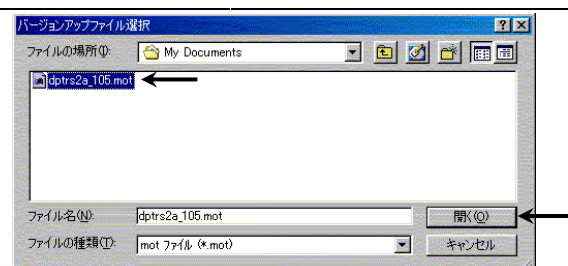 バージョンアップファイル選択
ファイルの場所(I): My Documents
dptrs2a_105.mot
ファイル名(N): dptrs2a_105.mot 開く(O)
ファイルの種類(T): mot ファイル (*.mot) キャンセル